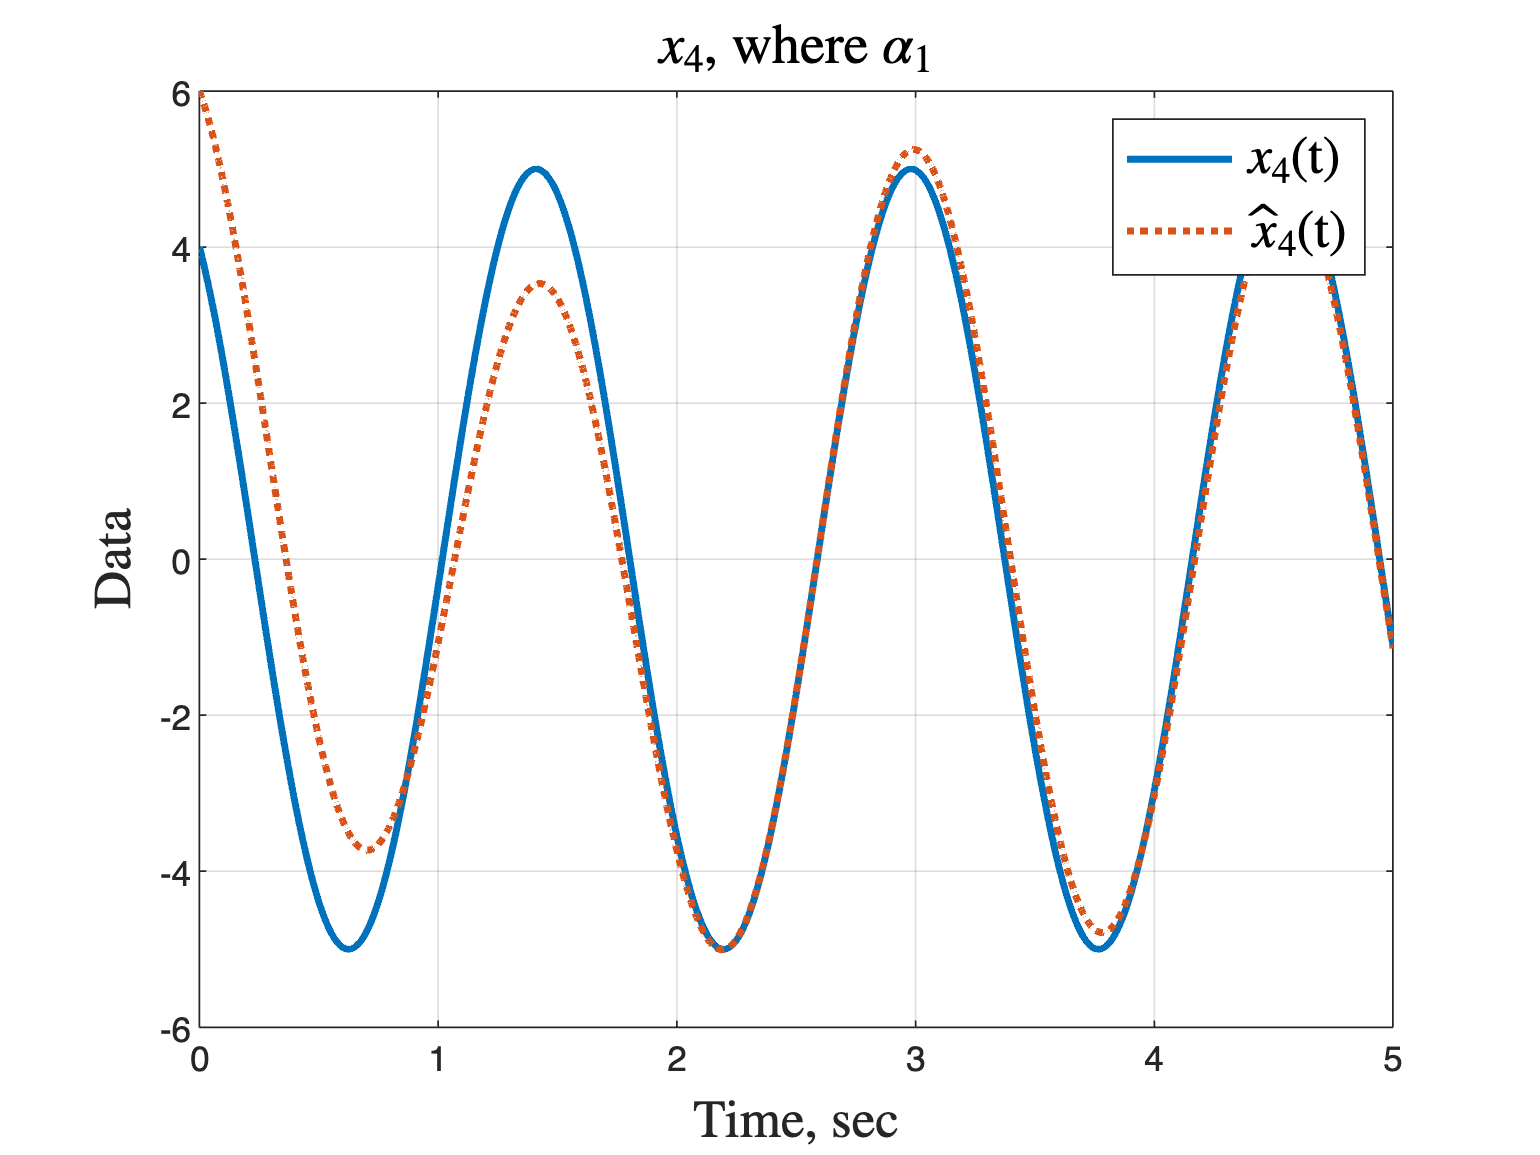 x₄, where α₁
x₄(t)
x̂₄(t)
6
4
2
0
-2
-4
-6
Data
0 1 2 3 4 5
Time, sec